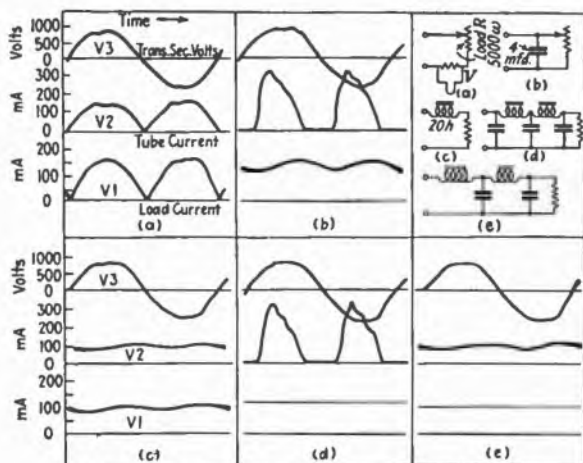 Time
Volts
1000
500
0
V3
Trans. Sec. Volts
mA
300
200
100
0
V2
Tube Current
mA
200
100
0
V1
Load Current
(a)
(b)
Load R
5000 ω
4
mfd.
V
(a)
(b)
20h
(c)
(d)
(e)
Volts
1000
500
0
V3
mA
300
200
100
0
V2
mA
200
100
0
V1
(c)
(d)
(e)